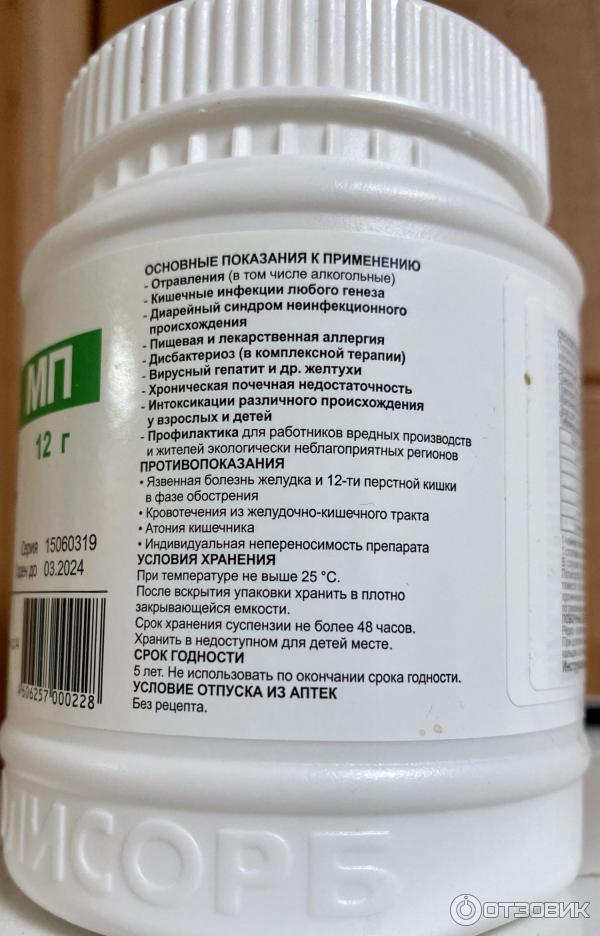 ОСНОВНЫЕ ПОКАЗАНИЯ К ПРИМЕНЕНИЮ
- Отравления (в том числе алкогольные)
- Кишечные инфекции любого генеза
- Диарейный синдром неинфекционного
происхождения
- Пищевая и лекарственная аллергия
- Дисбактериоз (в комплексной терапии)
- Вирусный гепатит и др. желтухи
- Хроническая почечная недостаточность
- Интоксикации различного происхождения
у взрослых и детей
- Профилактика для работников вредных производств
и жителей экологически неблагоприятных регионов
ПРОТИВОПОКАЗАНИЯ
• Язвенная болезнь желудка и 12-ти перстной кишки
в фазе обострения
• Кровотечения из желудочно-кишечного тракта
• Атония кишечника
• Индивидуальная непереносимость препарата
УСЛОВИЯ ХРАНЕНИЯ
При температуре не выше 25 °С.
После вскрытия упаковки хранить в плотно
закрывающейся емкости.
Срок хранения суспензии не более 48 часов.
Хранить в недоступном для детей месте.
СРОК ГОДНОСТИ
5 лет. Не использовать по окончании срока годности.
УСЛОВИЕ ОТПУСКА ИЗ АПТЕК
Без рецепта.
МП
12 г
Серия 15060319
Годен до 03.2024
4606257 000228
ЛИСОРБ
ОТЗОВИК